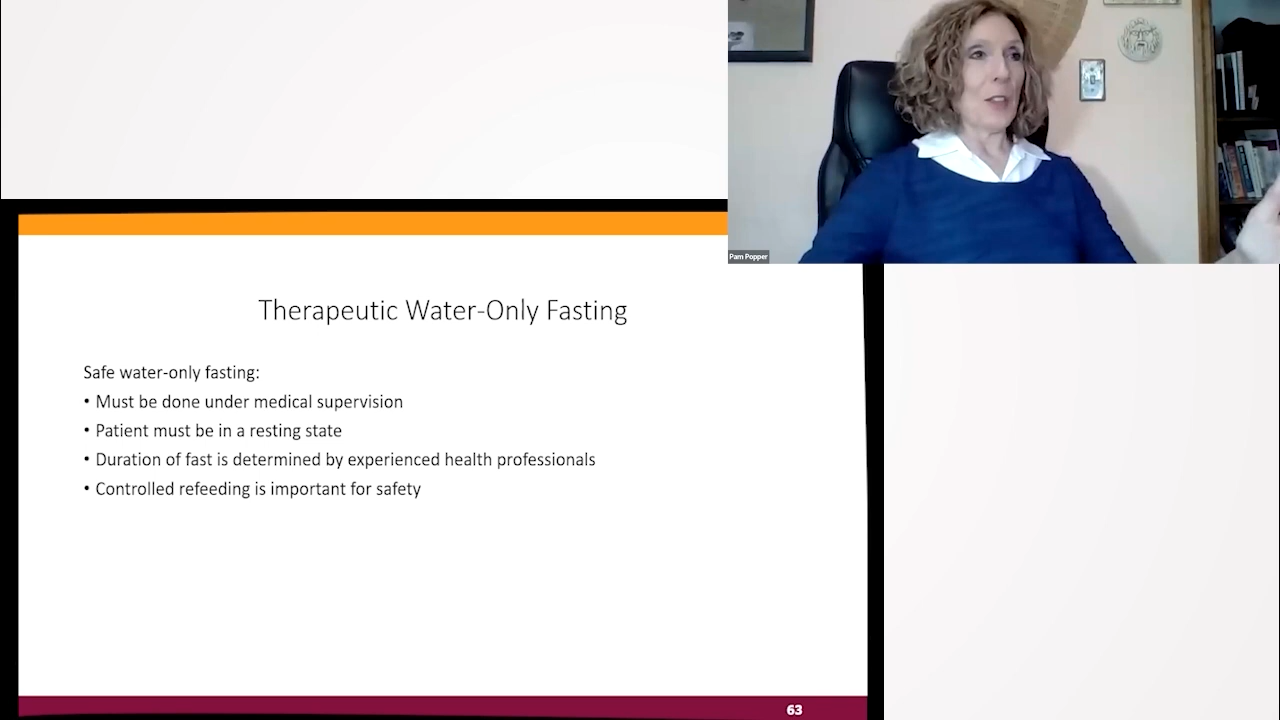 Pam Popper
Therapeutic Water-Only Fasting
Safe water-only fasting:
• Must be done under medical supervision
• Patient must be in a resting state
• Duration of fast is determined by experienced health professionals
• Controlled refeeding is important for safety
63